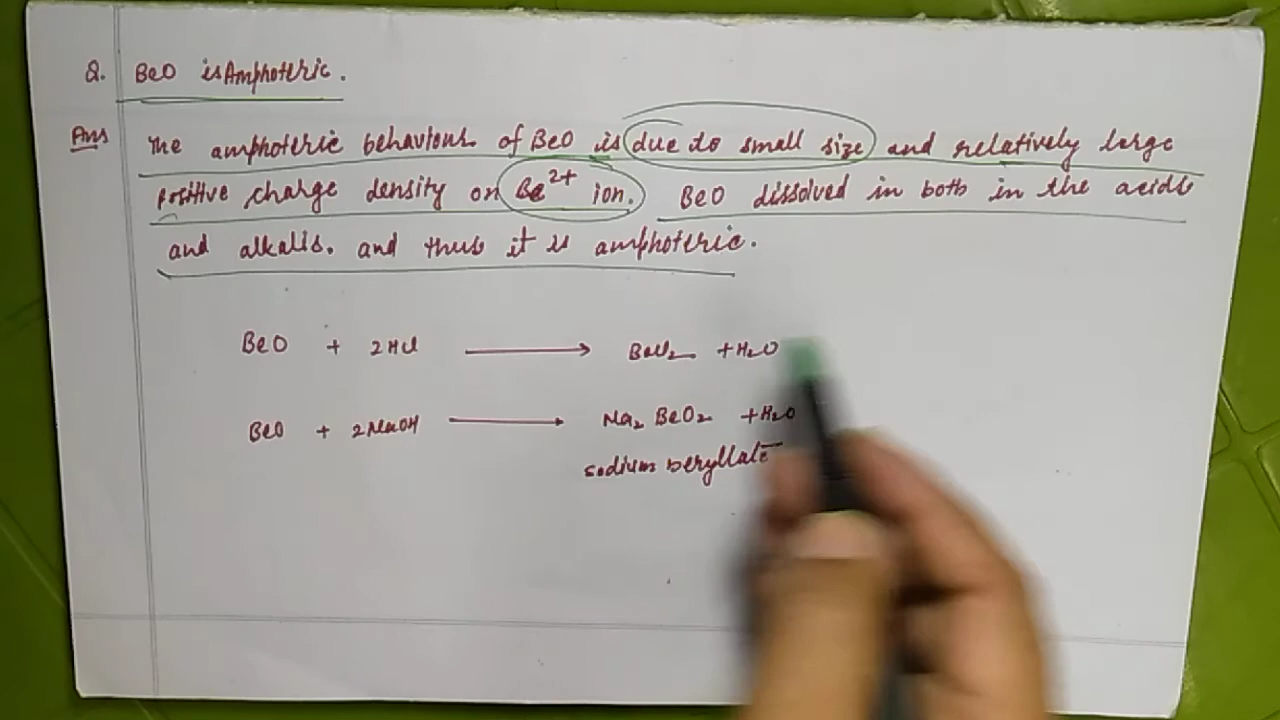 Q. BeO is Amphoteric.
Ans The amphoteric behaviour of BeO is due to small size and relatively large
positive charge density on Be²⁺ ion. BeO dissolved in both in the acids
and alkalis. and thus it is amphoteric.
BeO + 2HCl ⟶ BeCl₂ + H₂O
BeO + 2NaOH ⟶ Na₂BeO₂ + H₂O
sodium beryllate